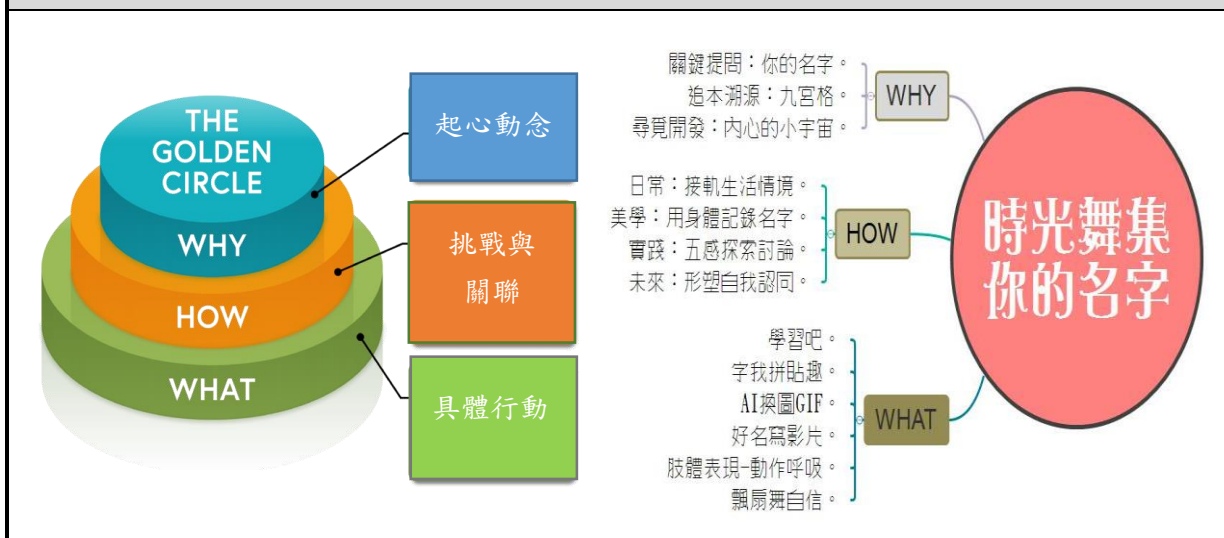 THE
GOLDEN
CIRCLE
WHY
HOW
WHAT
起心動念
挑戰與
關聯
具體行動
關鍵提問：你的名字。
追本溯源：九宮格。
尋覓開發：內心的小宇宙。
WHY
日常：接軌生活情境。
美學：用身體記錄名字。
實踐：五感探索討論。
未來：形塑自我認同。
HOW
學習吧。
字我拼貼趣。
AI換圖GIF。
好名寫影片。
肢體表現-動作呼吸。
飄扇舞自信。
WHAT
時光舞集
你的名字